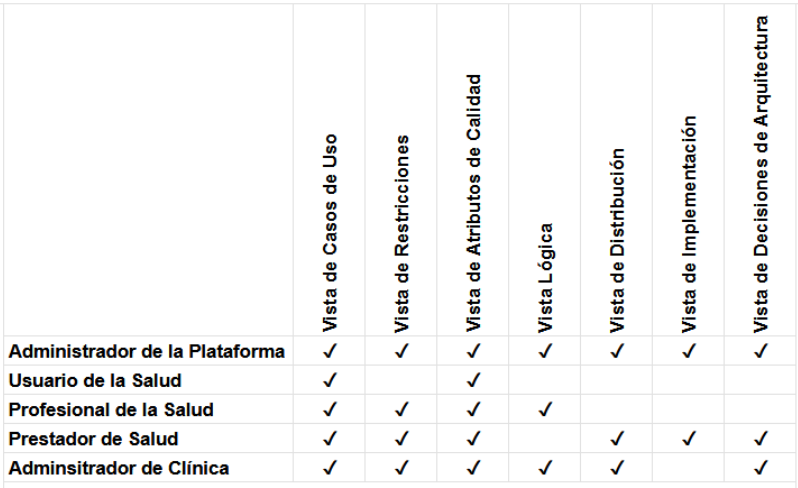 Vista de Casos de Uso
Vista de Restricciones
Vista de Atributos de Calidad
Vista Lógica
Vista de Distribución
Vista de Implementación
Vista de Decisiones de Arquitectura
Administrador de la Plataforma ✓ ✓ ✓ ✓ ✓ ✓ ✓
Usuario de la Salud ✓ ✓
Profesional de la Salud ✓ ✓ ✓ ✓
Prestador de Salud ✓ ✓ ✓ ✓ ✓ ✓
Adminsitrador de Clínica ✓ ✓ ✓ ✓ ✓ ✓